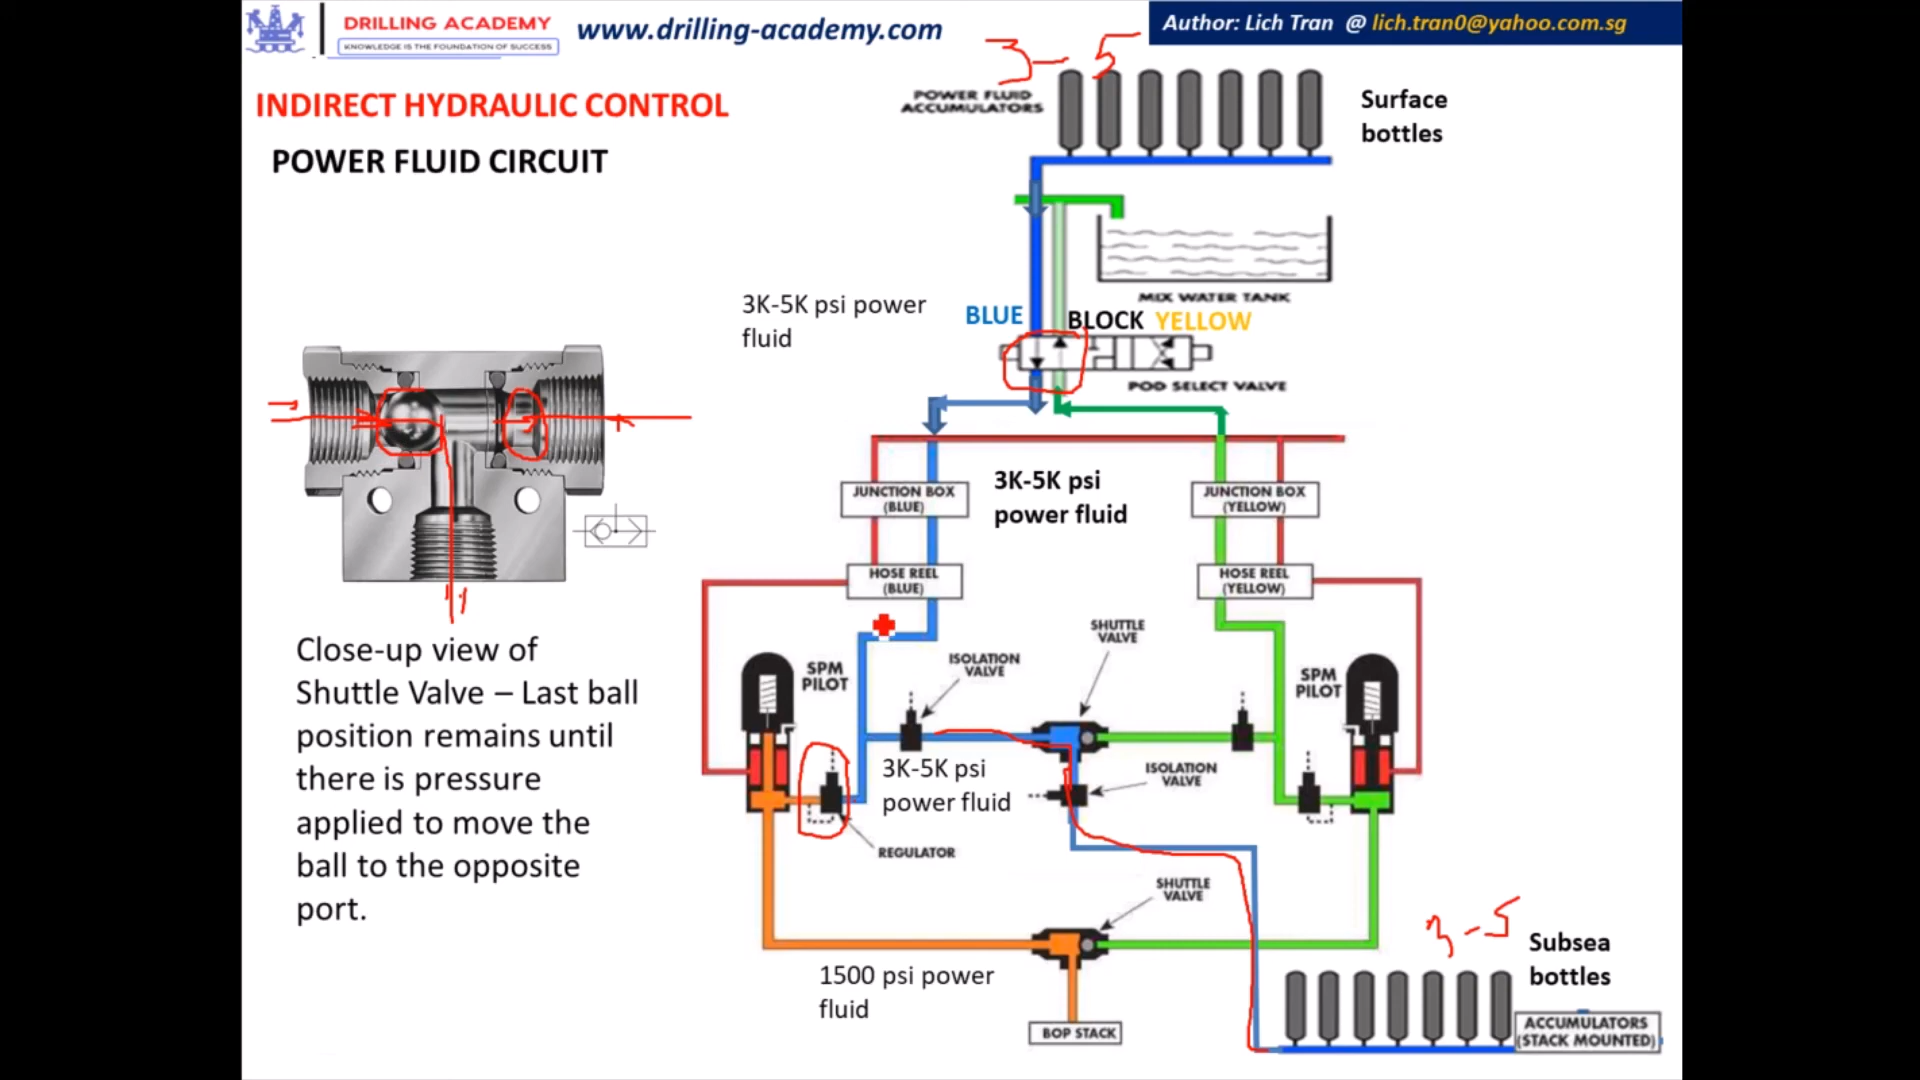 DRILLING ACADEMY
KNOWLEDGE IS THE FOUNDATION OF SUCCESS
www.drilling-academy.com
Author: Lich Tran @ lich.tran0@yahoo.com.sg
INDIRECT HYDRAULIC CONTROL
POWER FLUID CIRCUIT
3-5
POWER FLUID
ACCUMULATORS
Surface
bottles
MIX WATER TANK
3K-5K psi power
fluid
BLUE
BLOCK
YELLOW
POD SELECT VALVE
JUNCTION BOX
(BLUE)
3K-5K psi
power fluid
JUNCTION BOX
(YELLOW)
HOSE REEL
(BLUE)
HOSE REEL
(YELLOW)
SHUTTLE
VALVE
ISOLATION
VALVE
SPM
PILOT
SPM
PILOT
3K-5K psi
power fluid
ISOLATION
VALVE
REGULATOR
SHUTTLE
VALVE
Close-up view of
Shuttle Valve – Last ball
position remains until
there is pressure
applied to move the
ball to the opposite
port.
1500 psi power
fluid
BOP STACK
3-5
Subsea
bottles
ACCUMULATORS
(STACK MOUNTED)